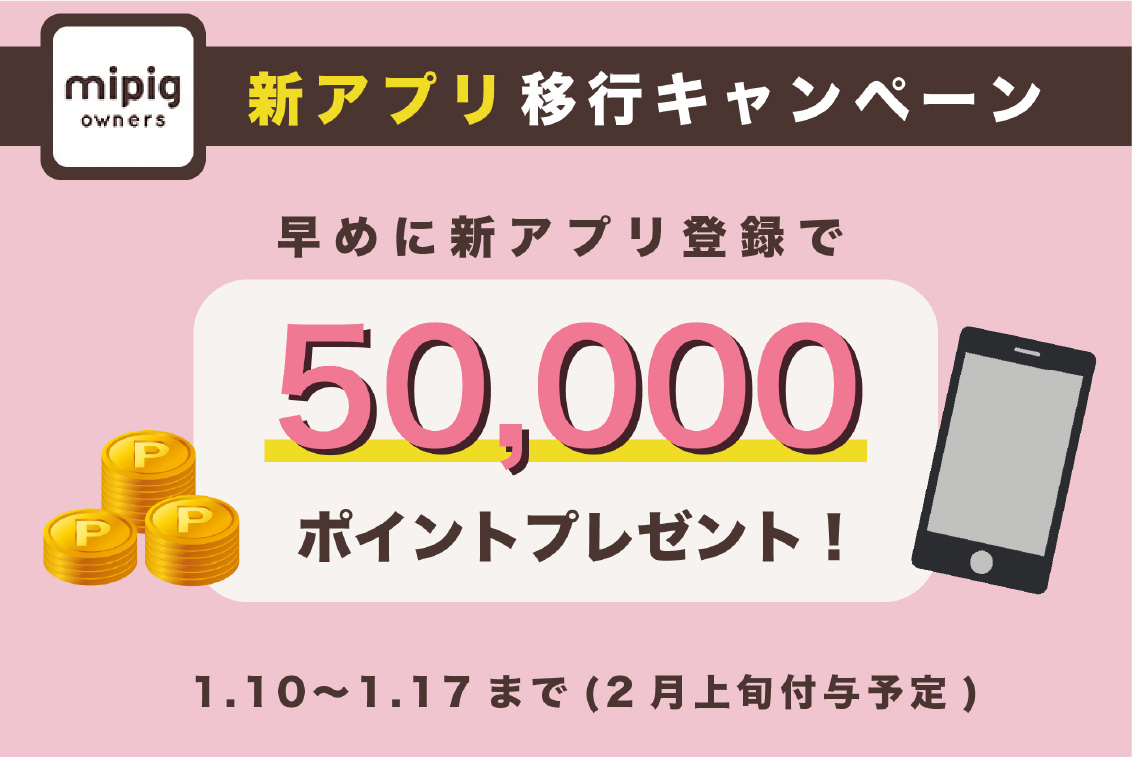 mipig
owners
新アプリ移行キャンペーン
早めに新アプリ登録で
50,000
ポイントプレゼント！
P
P
P
1.10～1.17まで(2月上旬付与予定)